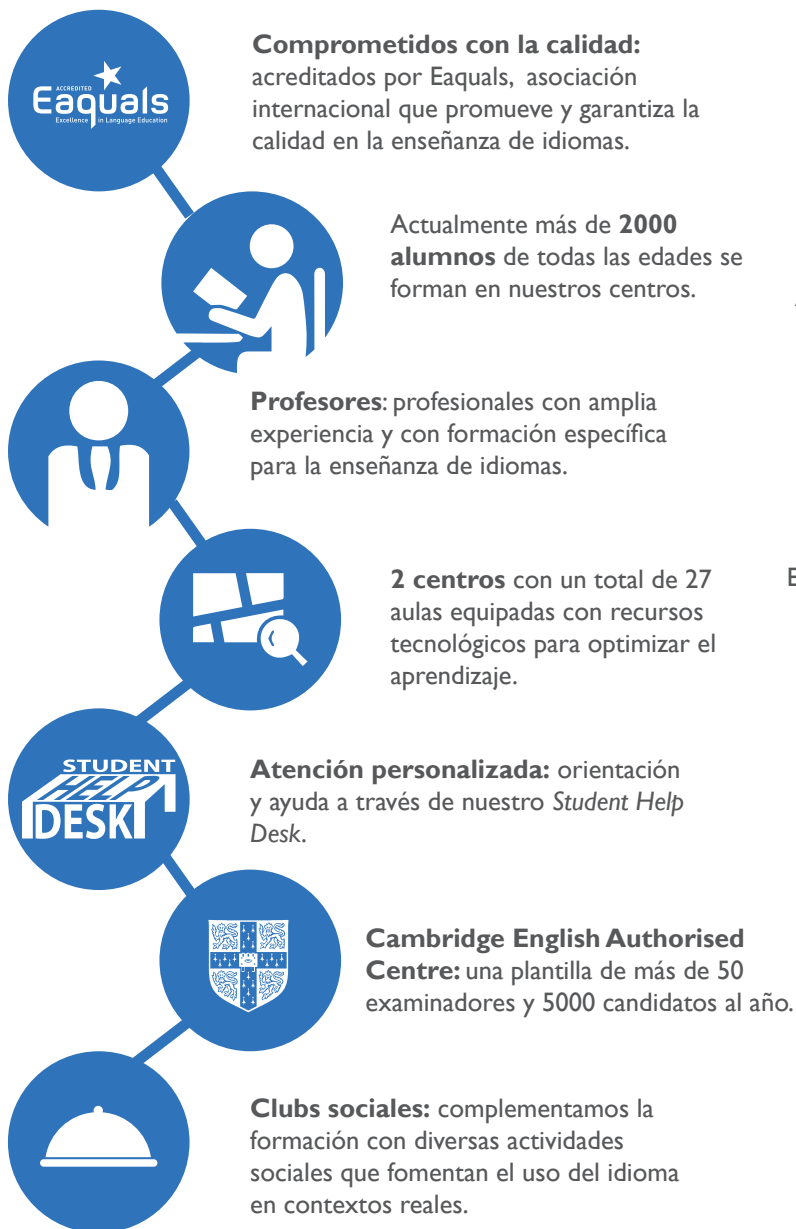 ACCREDITED
Eaquals
Excellence in Language Education
Comprometidos con la calidad:
acreditados por Eaquals, asociación
internacional que promueve y garantiza la
calidad en la enseñanza de idiomas.
Actualmente más de 2000
alumnos de todas las edades se
forman en nuestros centros.
Profesores: profesionales con amplia
experiencia y con formación específica
para la enseñanza de idiomas.
2 centros con un total de 27
aulas equipadas con recursos
tecnológicos para optimizar el
aprendizaje.
E
STUDENT
HELP
DESK
Atención personalizada: orientación
y ayuda a través de nuestro Student Help
Desk.
Cambridge English Authorised
Centre: una plantilla de más de 50
examinadores y 5000 candidatos al año.
Clubs sociales: complementamos la
formación con diversas actividades
sociales que fomentan el uso del idioma
en contextos reales.